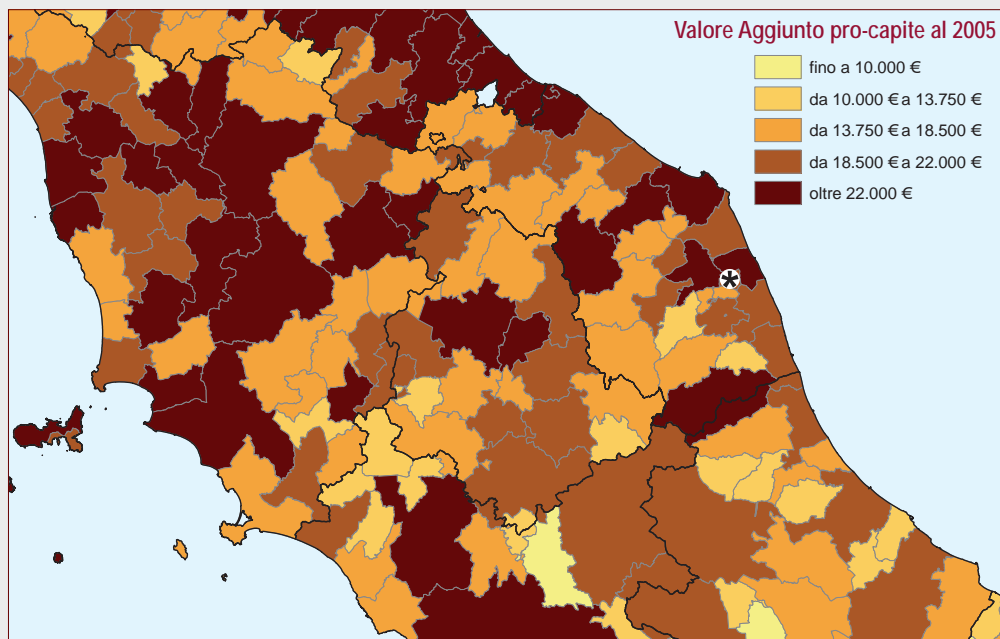 Valore Aggiunto pro-capite al 2005
fino a 10.000 €
da 10.000 € a 13.750 €
da 13.750 € a 18.500 €
da 18.500 € a 22.000 €
oltre 22.000 €